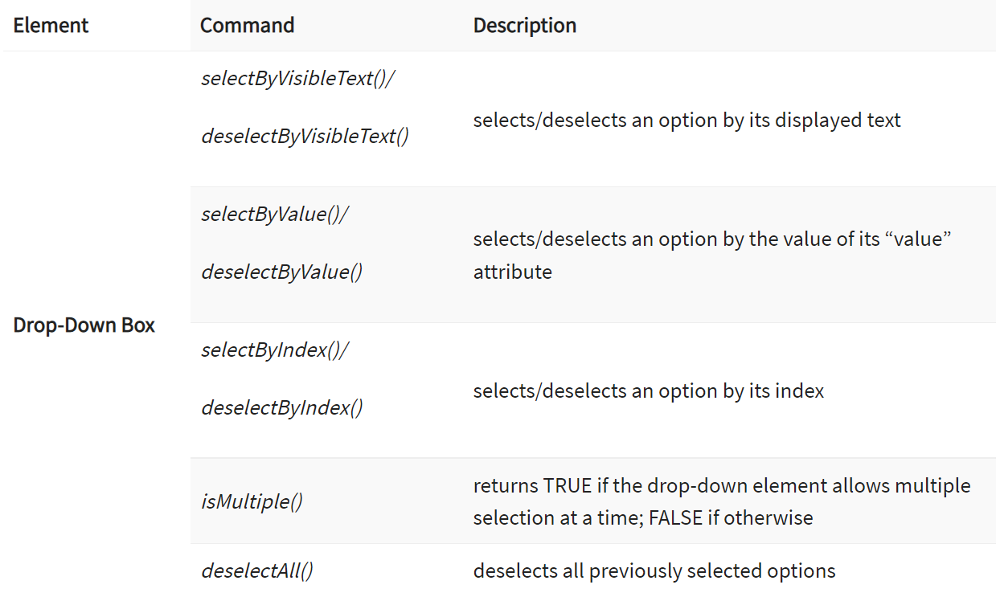 Element Command Description
selectByVisibleText()/
selects/deselects an option by its displayed text
deselectByVisibleText()
selectByValue()/
selects/deselects an option by the value of its “value”
attribute
deselectByValue()
Drop-Down Box
selectByIndex()/
selects/deselects an option by its index
deselectByIndex()
isMultiple()
returns TRUE if the drop-down element allows multiple
selection at a time; FALSE if otherwise
deselectAll()
deselects all previously selected options